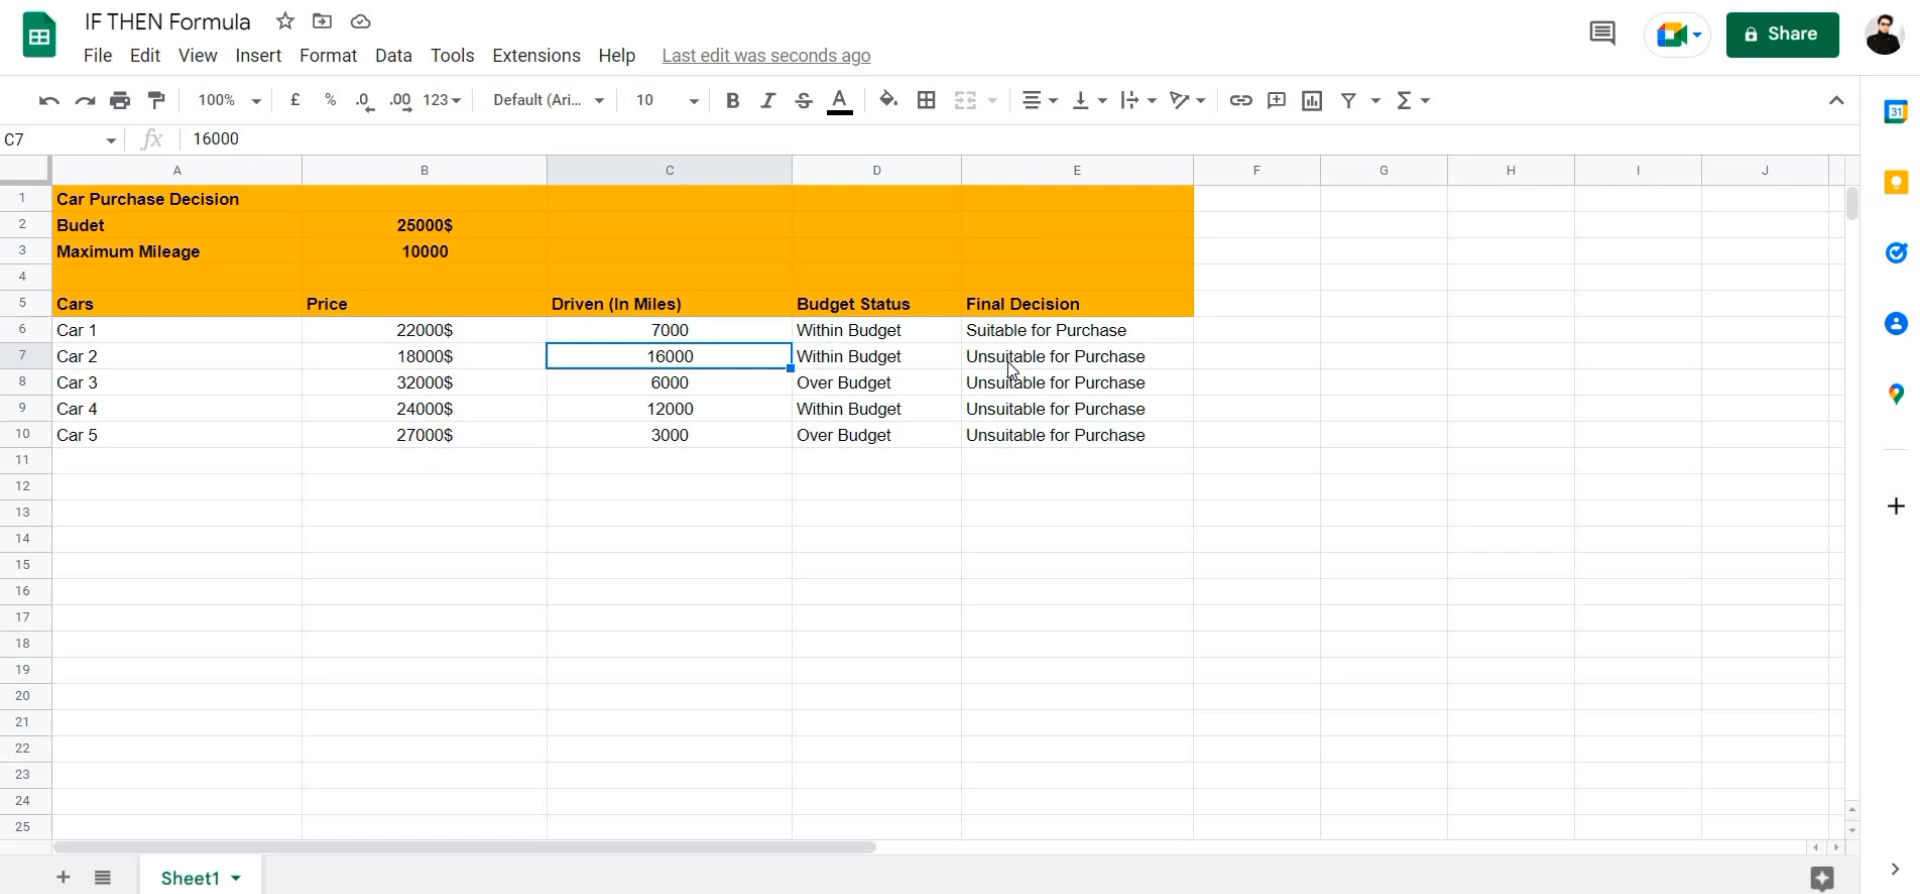 IF THEN Formula
File Edit View Insert Format Data Tools Extensions Help Last edit was seconds ago
Share
100% £ % .0 .00 123 Default (Ari... 10 B I S A Σ
C7 fx 16000
A B C D E F G H I J
1 Car Purchase Decision
2 Budet 25000$
3 Maximum Mileage 10000
4
5 Cars Price Driven (In Miles) Budget Status Final Decision
6 Car 1 22000$ 7000 Within Budget Suitable for Purchase
7 Car 2 18000$ 16000 Within Budget Unsuitable for Purchase
8 Car 3 32000$ 6000 Over Budget Unsuitable for Purchase
9 Car 4 24000$ 12000 Within Budget Unsuitable for Purchase
10 Car 5 27000$ 3000 Over Budget Unsuitable for Purchase
11
12
13
14
15
16
17
18
19
20
21
22
23
24
25
Sheet1
31